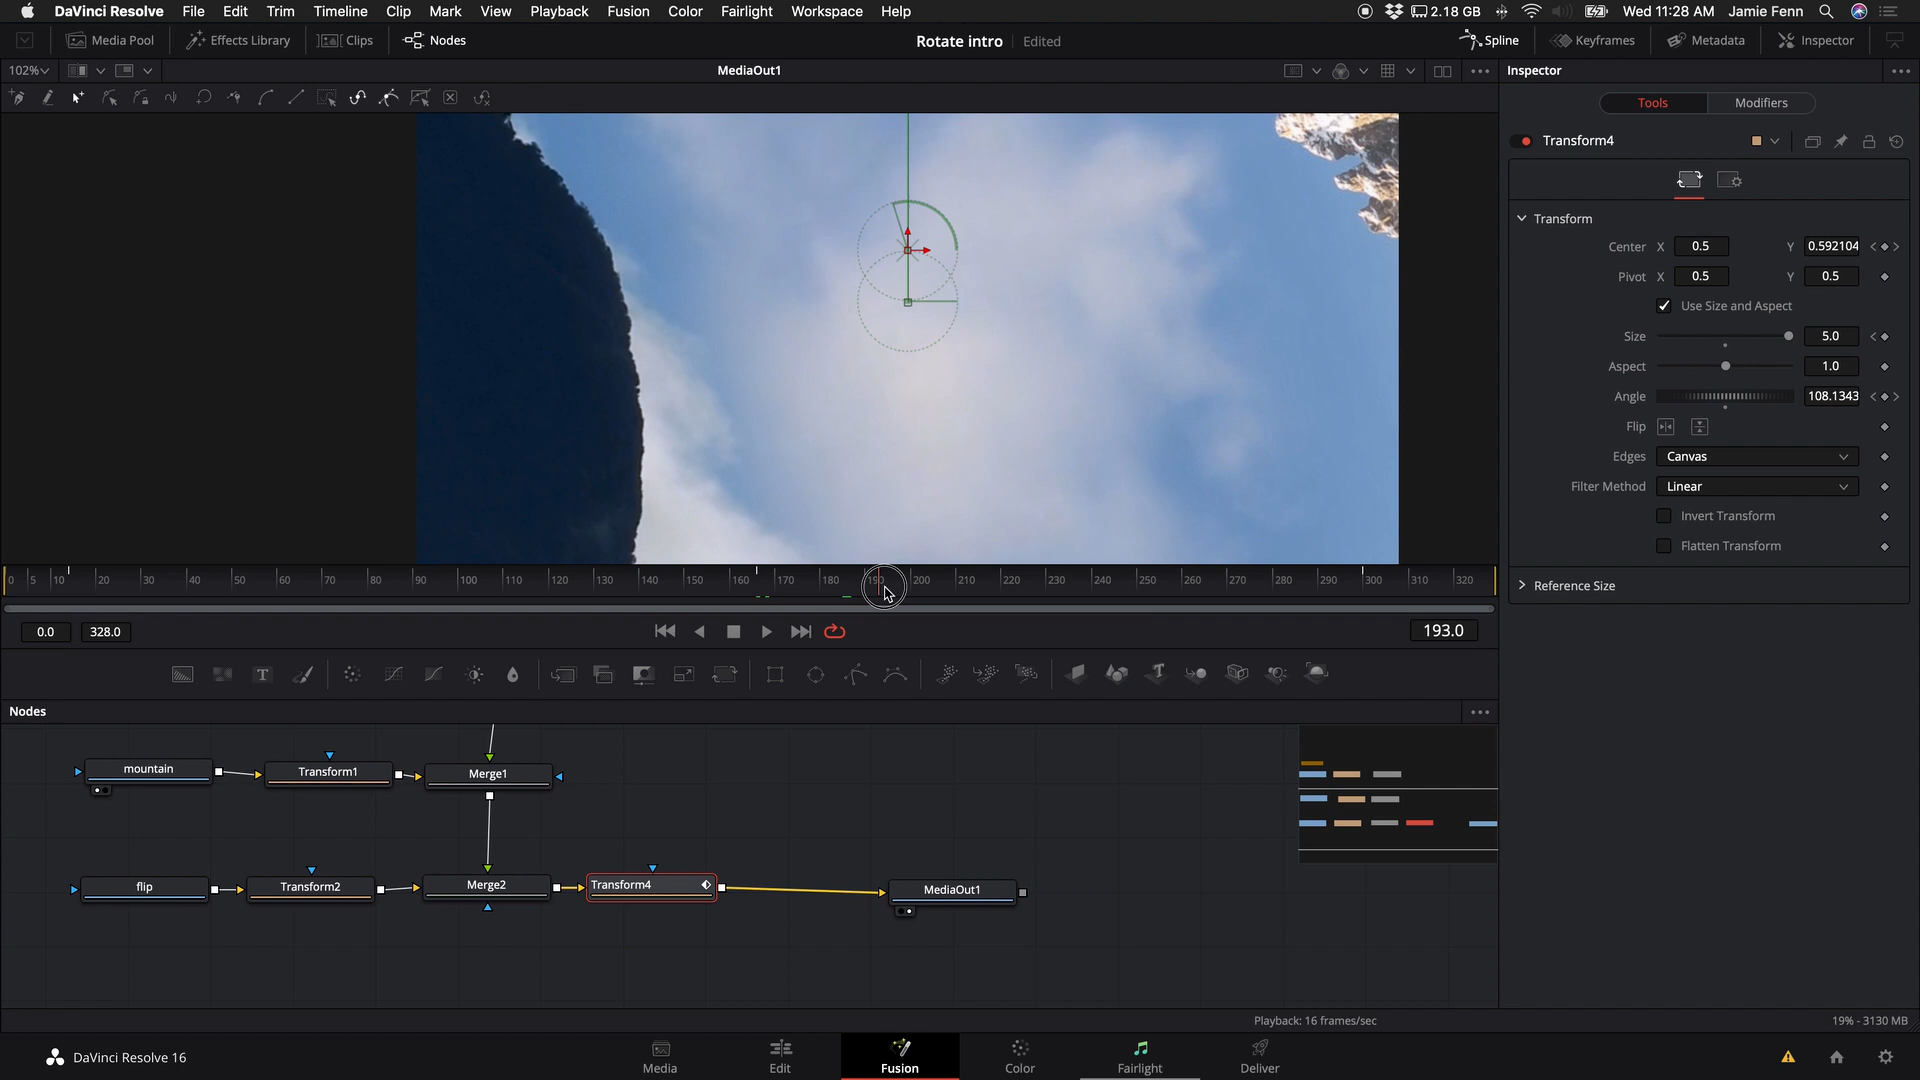 DaVinci Resolve File Edit Trim Timeline Clip Mark View Playback Fusion Color Fairlight Workspace Help 2.18 GB Wed 11:28 AM Jamie Fenn
Media Pool Effects Library Clips Nodes Rotate intro Edited Spline Keyframes Metadata Inspector
102% MediaOut1 Inspector
Tools Modifiers
Transform4
Transform
Center X 0.5 Y 0.592104
Pivot X 0.5 Y 0.5
Use Size and Aspect
Size 5.0
Aspect 1.0
Angle 108.1343
Flip
Edges Canvas
Filter Method Linear
Invert Transform
Flatten Transform
Reference Size
0 5 10 20 30 40 50 60 70 80 90 100 110 120 130 140 150 160 170 180 190 200 210 220 230 240 250 260 270 280 290 300 310 320
0.0 328.0 193.0
Nodes
mountain Transform1 Merge1
flip Transform2 Merge2 Transform4 MediaOut1
Playback: 16 frames/sec 19% - 3130 MB
DaVinci Resolve 16 Media Edit Fusion Color Fairlight Deliver